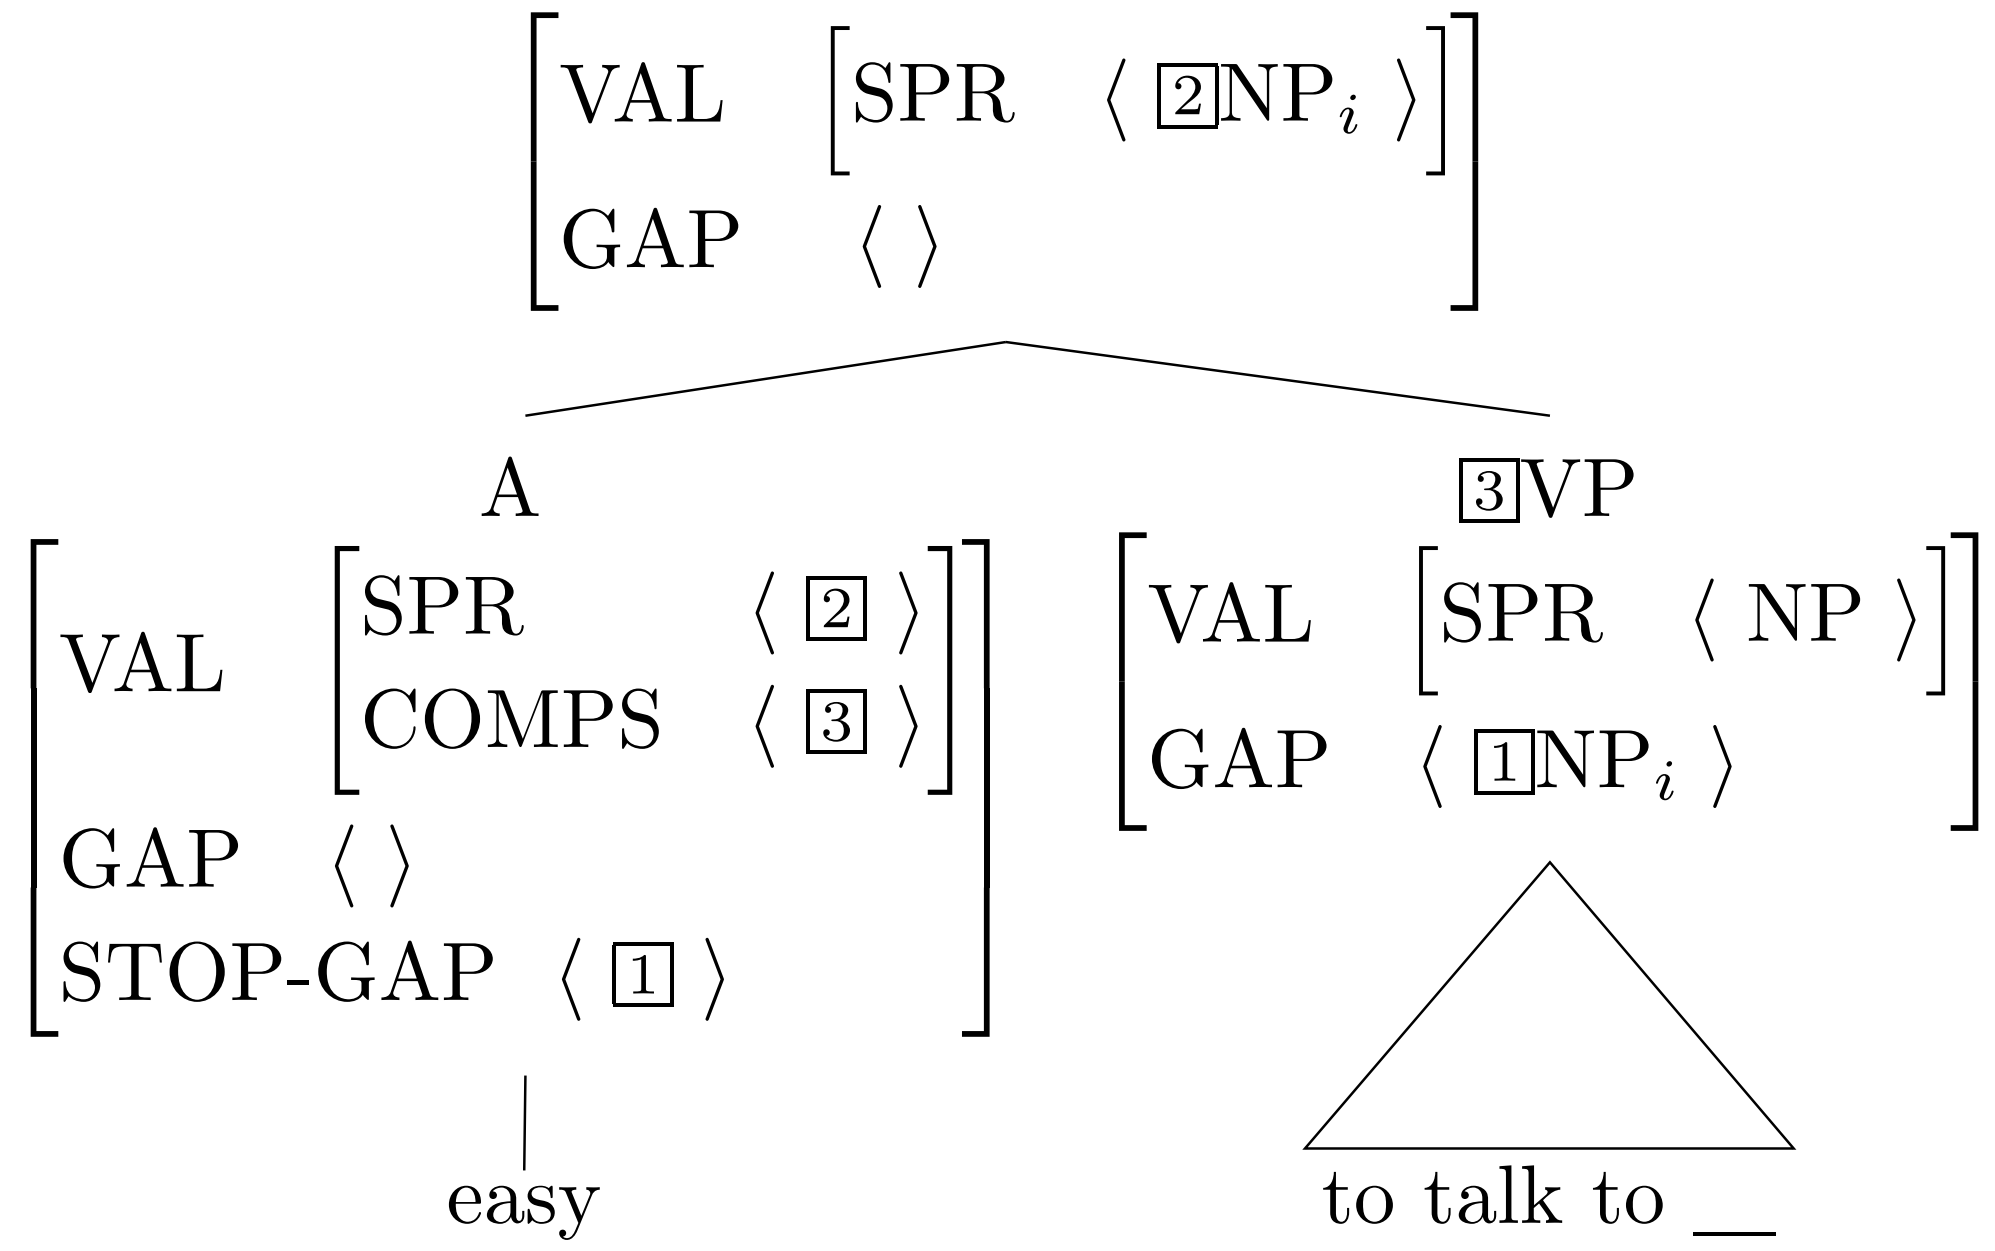 VAL [SPR ⟨ 2NPi ⟩]
GAP ⟨ ⟩
A
3VP
SPR ⟨ 2 ⟩
VAL
COMPS ⟨ 3 ⟩
GAP ⟨ ⟩
STOP-GAP ⟨ 1 ⟩
VAL [SPR ⟨ NP ⟩]
GAP ⟨ 1NPi ⟩
easy
to talk to __